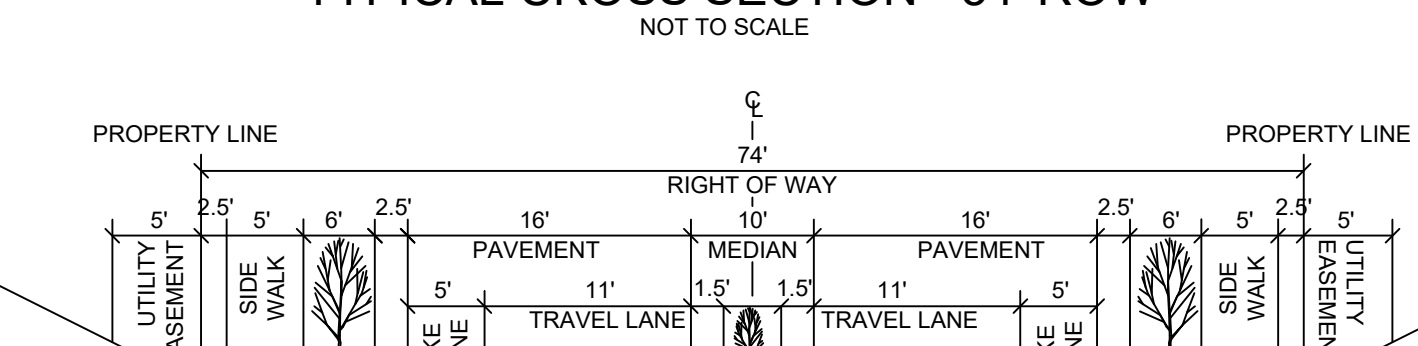 NOT TO SCALE
℄
PROPERTY LINE
PROPERTY LINE
74'
RIGHT OF WAY
5' 2.5' 5' 6' 2.5' 16' 10' 16' 2.5' 6' 5' 2.5' 5'
PAVEMENT MEDIAN PAVEMENT
UTILITY
SIDE
WALK
SIDE
WALK
UTILITY
5' 11' 1.5' 1.5' 11' 5'
TRAVEL LANE TRAVEL LANE